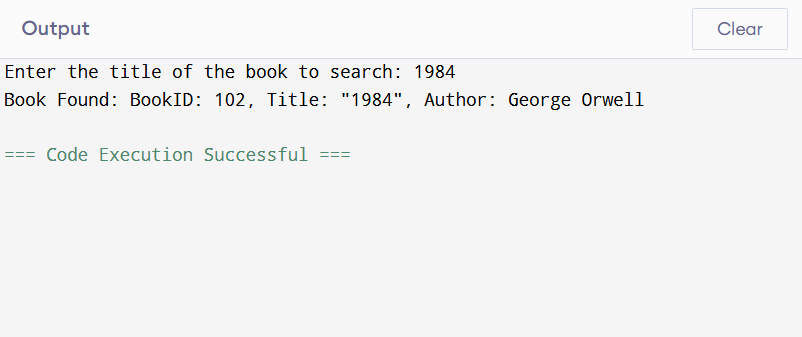 Output
Clear
Enter the title of the book to search: 1984
Book Found: BookID: 102, Title: "1984", Author: George Orwell
=== Code Execution Successful ===